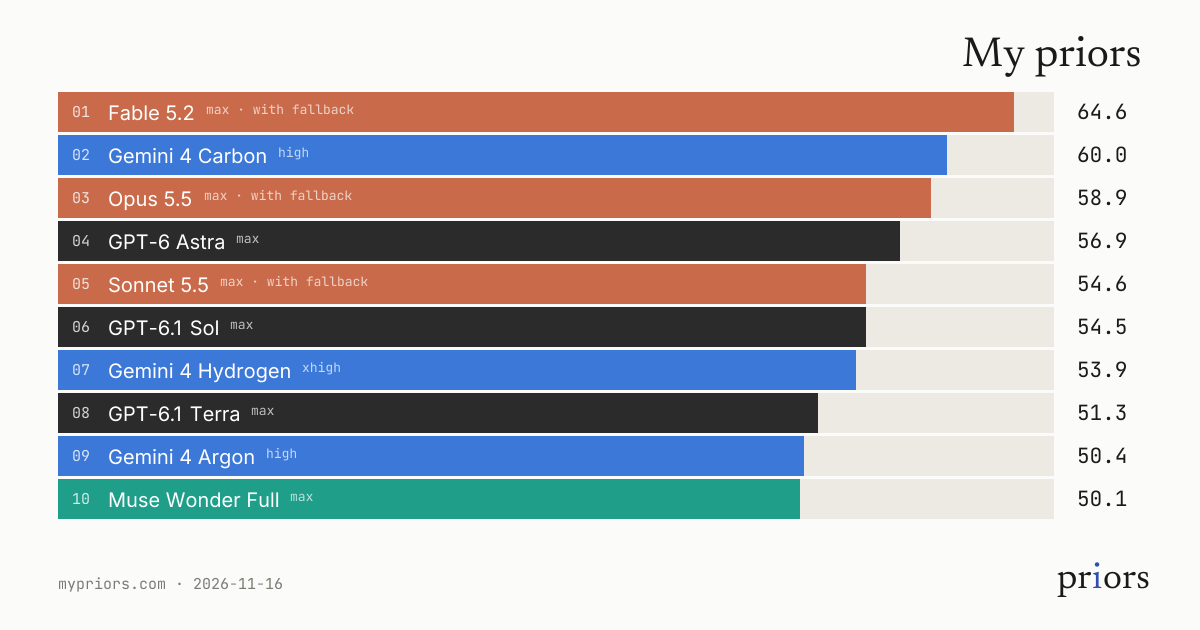 My priors
01 Fable 5.2 max · with fallback 64.6
02 Gemini 4 Carbon high 60.0
03 Opus 5.5 max · with fallback 58.9
04 GPT-6 Astra max 56.9
05 Sonnet 5.5 max · with fallback 54.6
06 GPT-6.1 Sol max 54.5
07 Gemini 4 Hydrogen xhigh 53.9
08 GPT-6.1 Terra max 51.3
09 Gemini 4 Argon high 50.4
10 Muse Wonder Full max 50.1
mypriors.com · 2026-11-16
priors